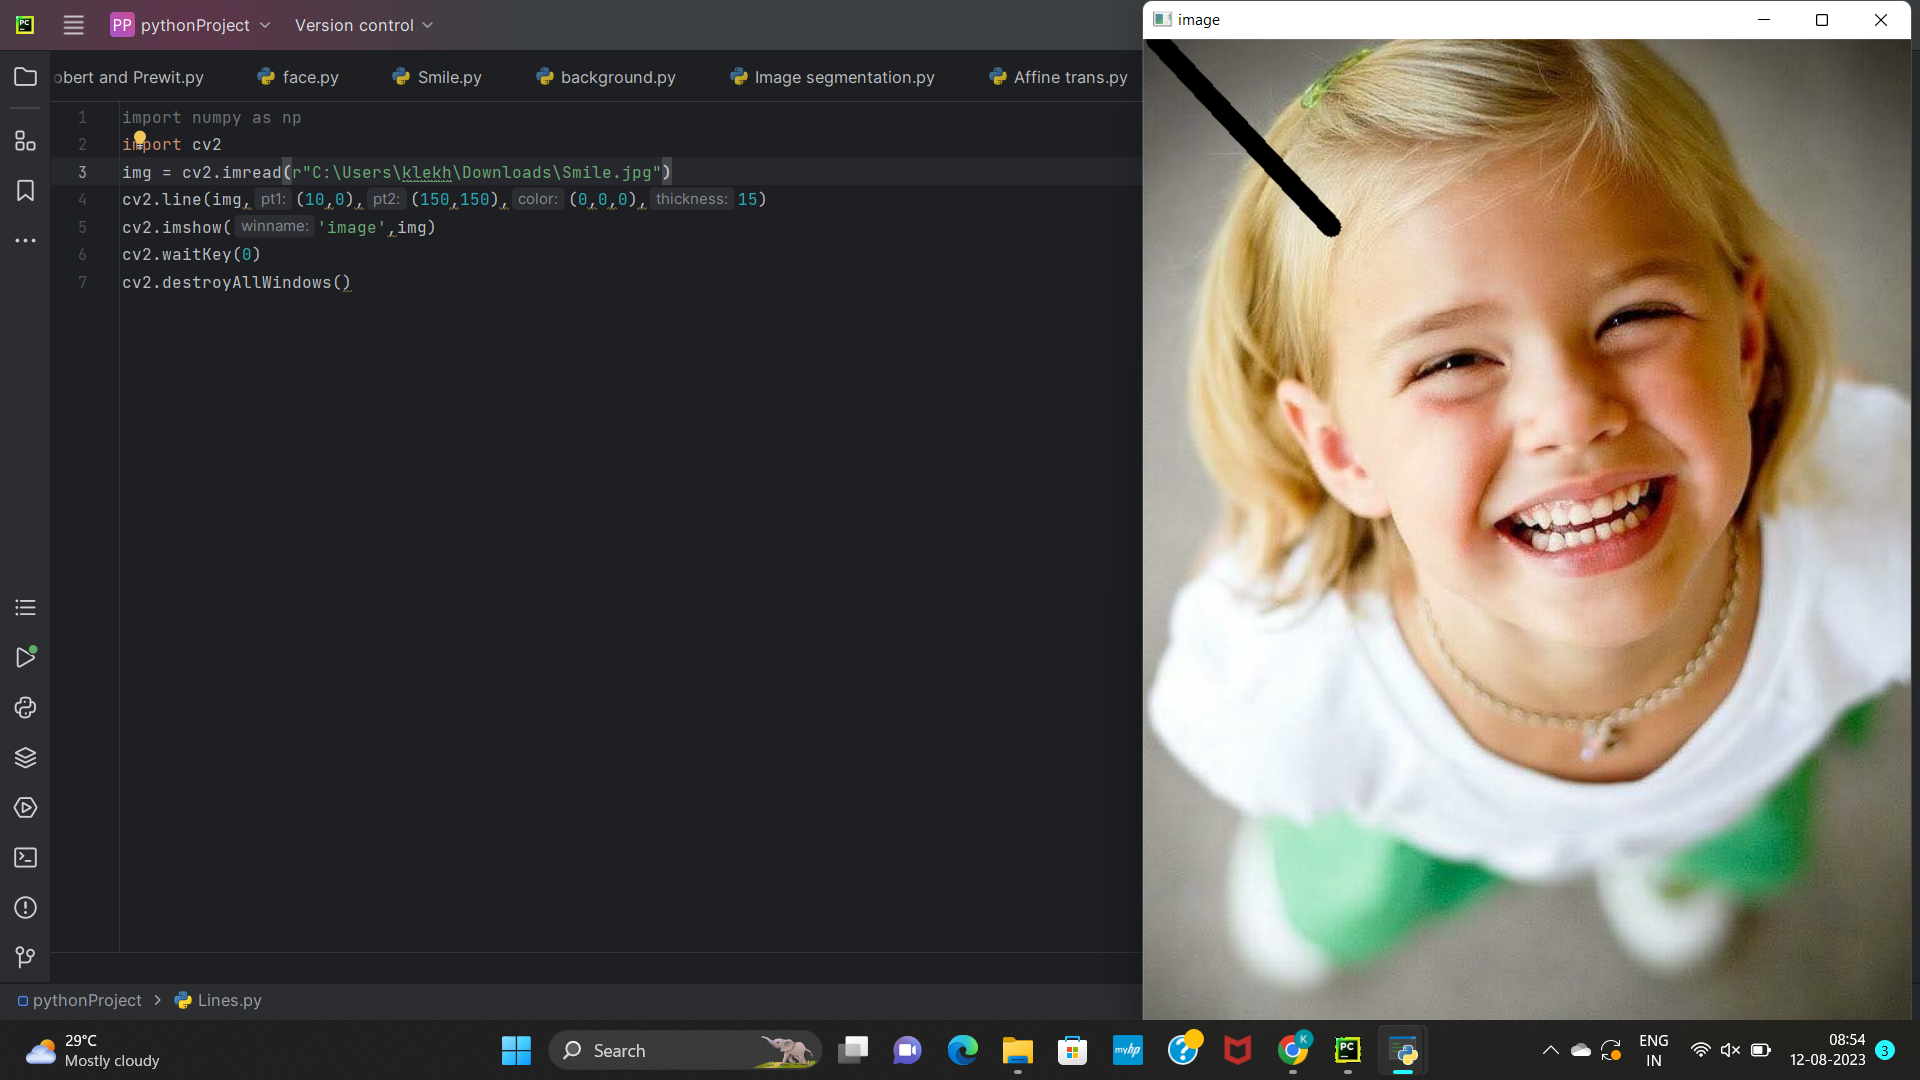 PC
PP pythonProject Version control
image
obert and Prewit.py face.py Smile.py background.py Image segmentation.py Affine trans.py
1 import numpy as np
2 import cv2
3 img = cv2.imread(r"C:\Users\klekh\Downloads\Smile.jpg")
4 cv2.line(img, pt1: (10,0), pt2: (150,150), color: (0,0,0), thickness: 15)
5 cv2.imshow( winname: 'image',img)
6 cv2.waitKey(0)
7 cv2.destroyAllWindows()
pythonProject > Lines.py
29°C
Mostly cloudy
Search
myhp
K
PC
ENG
IN
08:54
12-08-2023
3